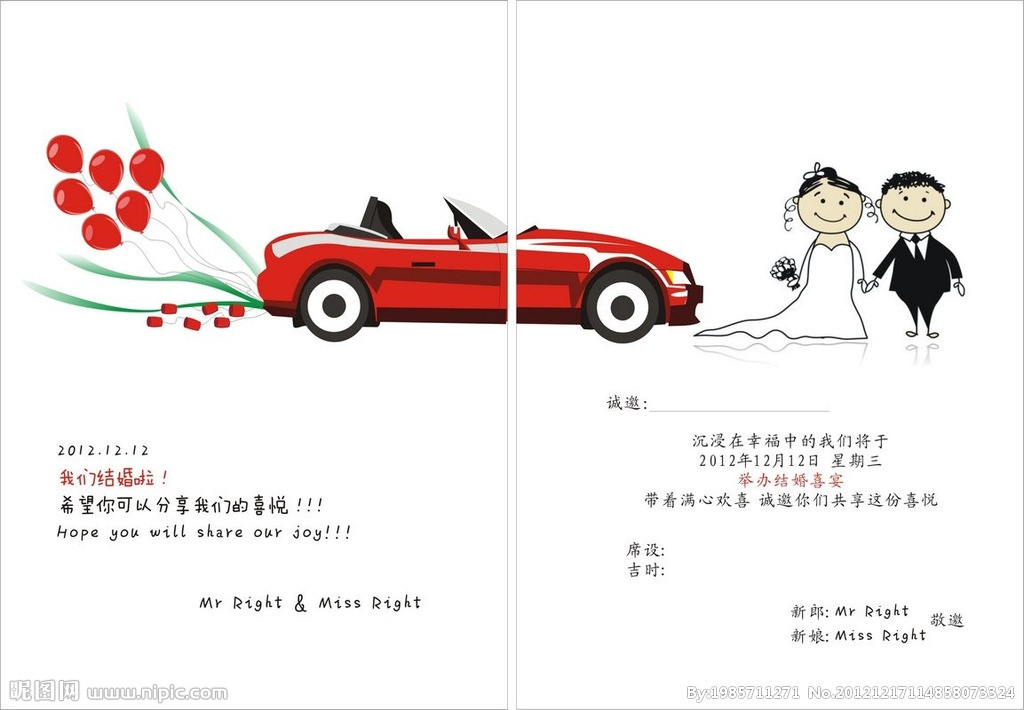 2012.12.12
我们结婚啦！
希望你可以分享我们的喜悦！！！
Hope you will share our joy!!!
Mr Right & Miss Right
诚邀:
沉浸在幸福中的我们将于
2012年12月12日 星期三
举办结婚喜宴
带着满心欢喜 诚邀你们共享这份喜悦
席设:
吉时:
新郎: Mr Right
敬邀
新娘: Miss Right
昵图网 www.nipic.com
By:1985711271 No.20121217114858073324